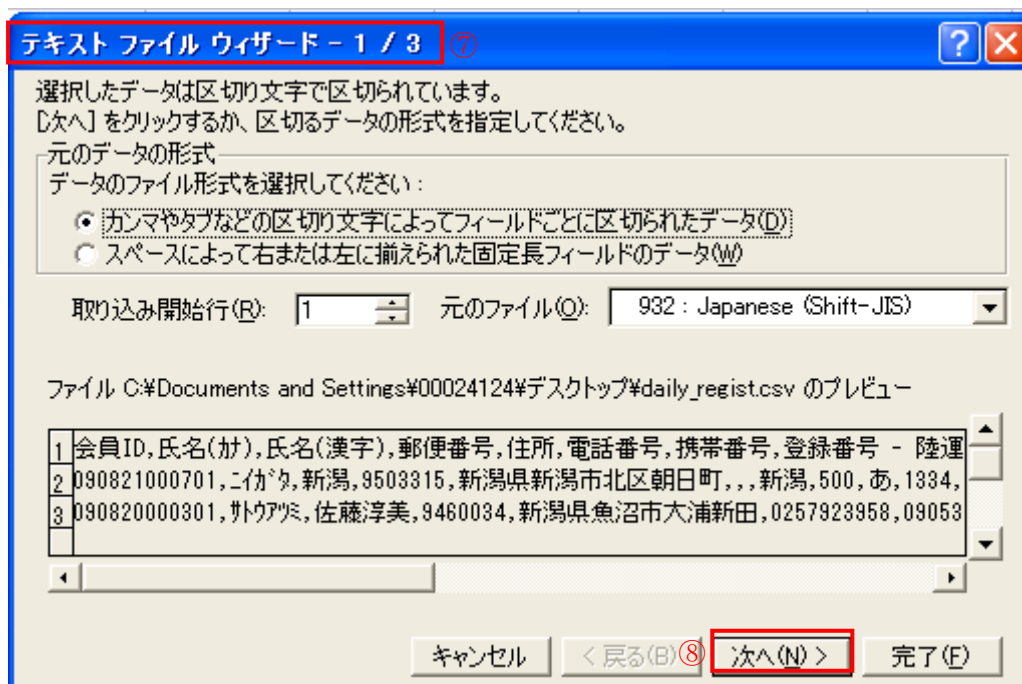 テキスト ファイル ウィザード - 1 / 3 ⑦
選択したデータは区切り文字で区切られています。
[次へ] をクリックするか、区切るデータの形式を指定してください。
元のデータの形式
データのファイル形式を選択してください:
カンマやタブなどの区切り文字によってフィールドごとに区切られたデータ(D)
スペースによって右または左に揃えられた固定長フィールドのデータ(W)
取り込み開始行(R): 1 元のファイル(O): 932 : Japanese (Shift-JIS)
ファイル C:¥Documents and Settings¥00024124¥デスクトップ¥daily_regist.csv のプレビュー
1 会員ID,氏名(カナ),氏名(漢字),郵便番号,住所,電話番号,携帯番号,登録番号 - 陸運
2 090821000701,ニイガタ,新潟,9503315,新潟県新潟市北区朝日町,,,新潟,500,あ,1334,
3 090820000301,サトウアツミ,佐藤淳美,9460034,新潟県魚沼市大浦新田,0257923958,09053
キャンセル < 戻る(B) ⑧ 次へ(N) > 完了(F)